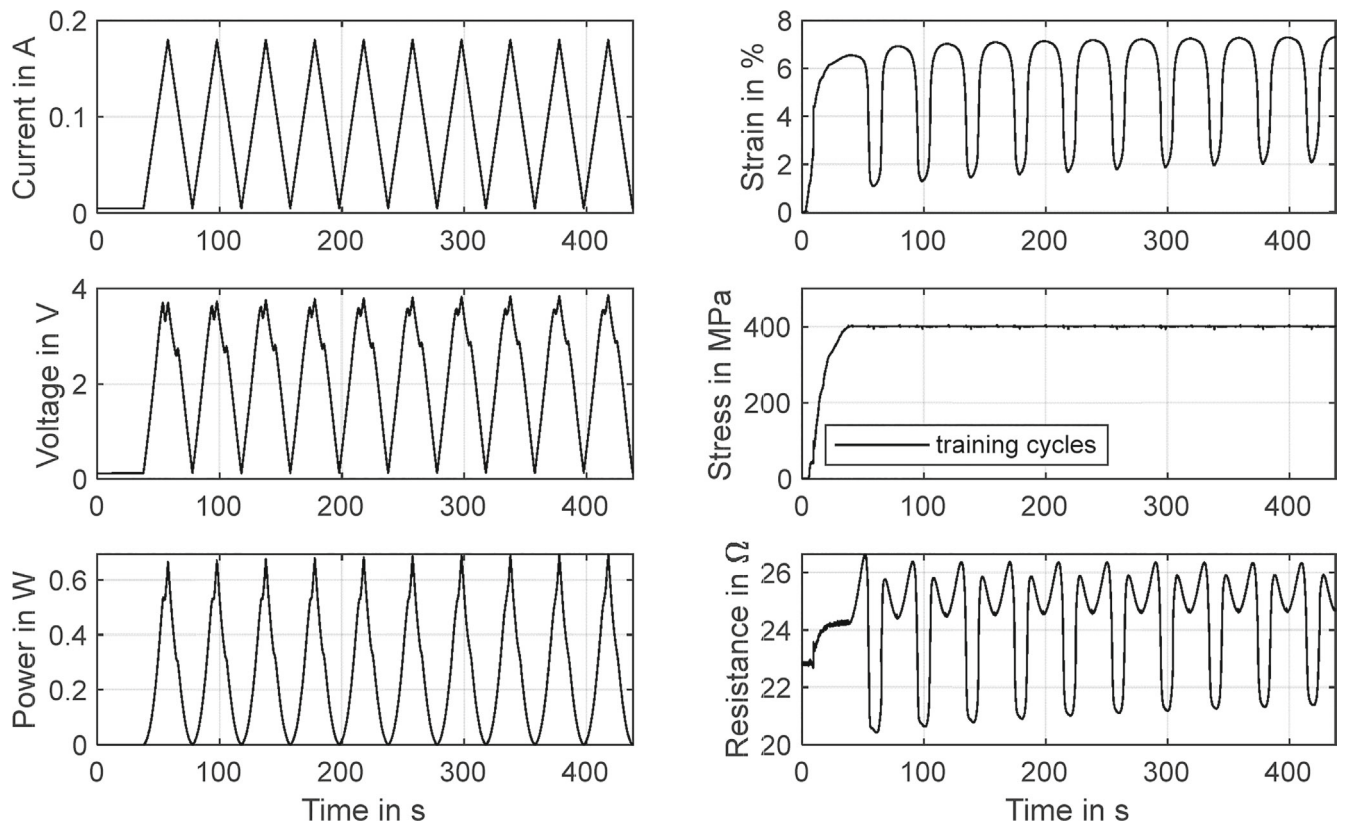 Current in A
0.2
0.1
0
0 100 200 300 400
Strain in %
8
6
4
2
0
0 100 200 300 400
Voltage in V
4
2
0
0 100 200 300 400
Stress in MPa
400
200
0
training cycles
0 100 200 300 400
Power in W
0.6
0.4
0.2
0
0 100 200 300 400
Time in s
Resistance in Ω
26
24
22
20
0 100 200 300 400
Time in s